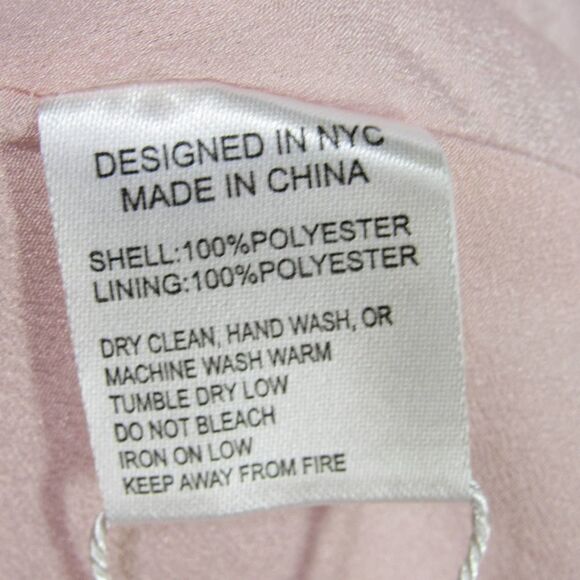 DESIGNED IN NYC
MADE IN CHINA
SHELL:100%POLYESTER
LINING:100%POLYESTER
DRY CLEAN, HAND WASH, OR
MACHINE WASH WARM
TUMBLE DRY LOW
DO NOT BLEACH
IRON ON LOW
KEEP AWAY FROM FIRE